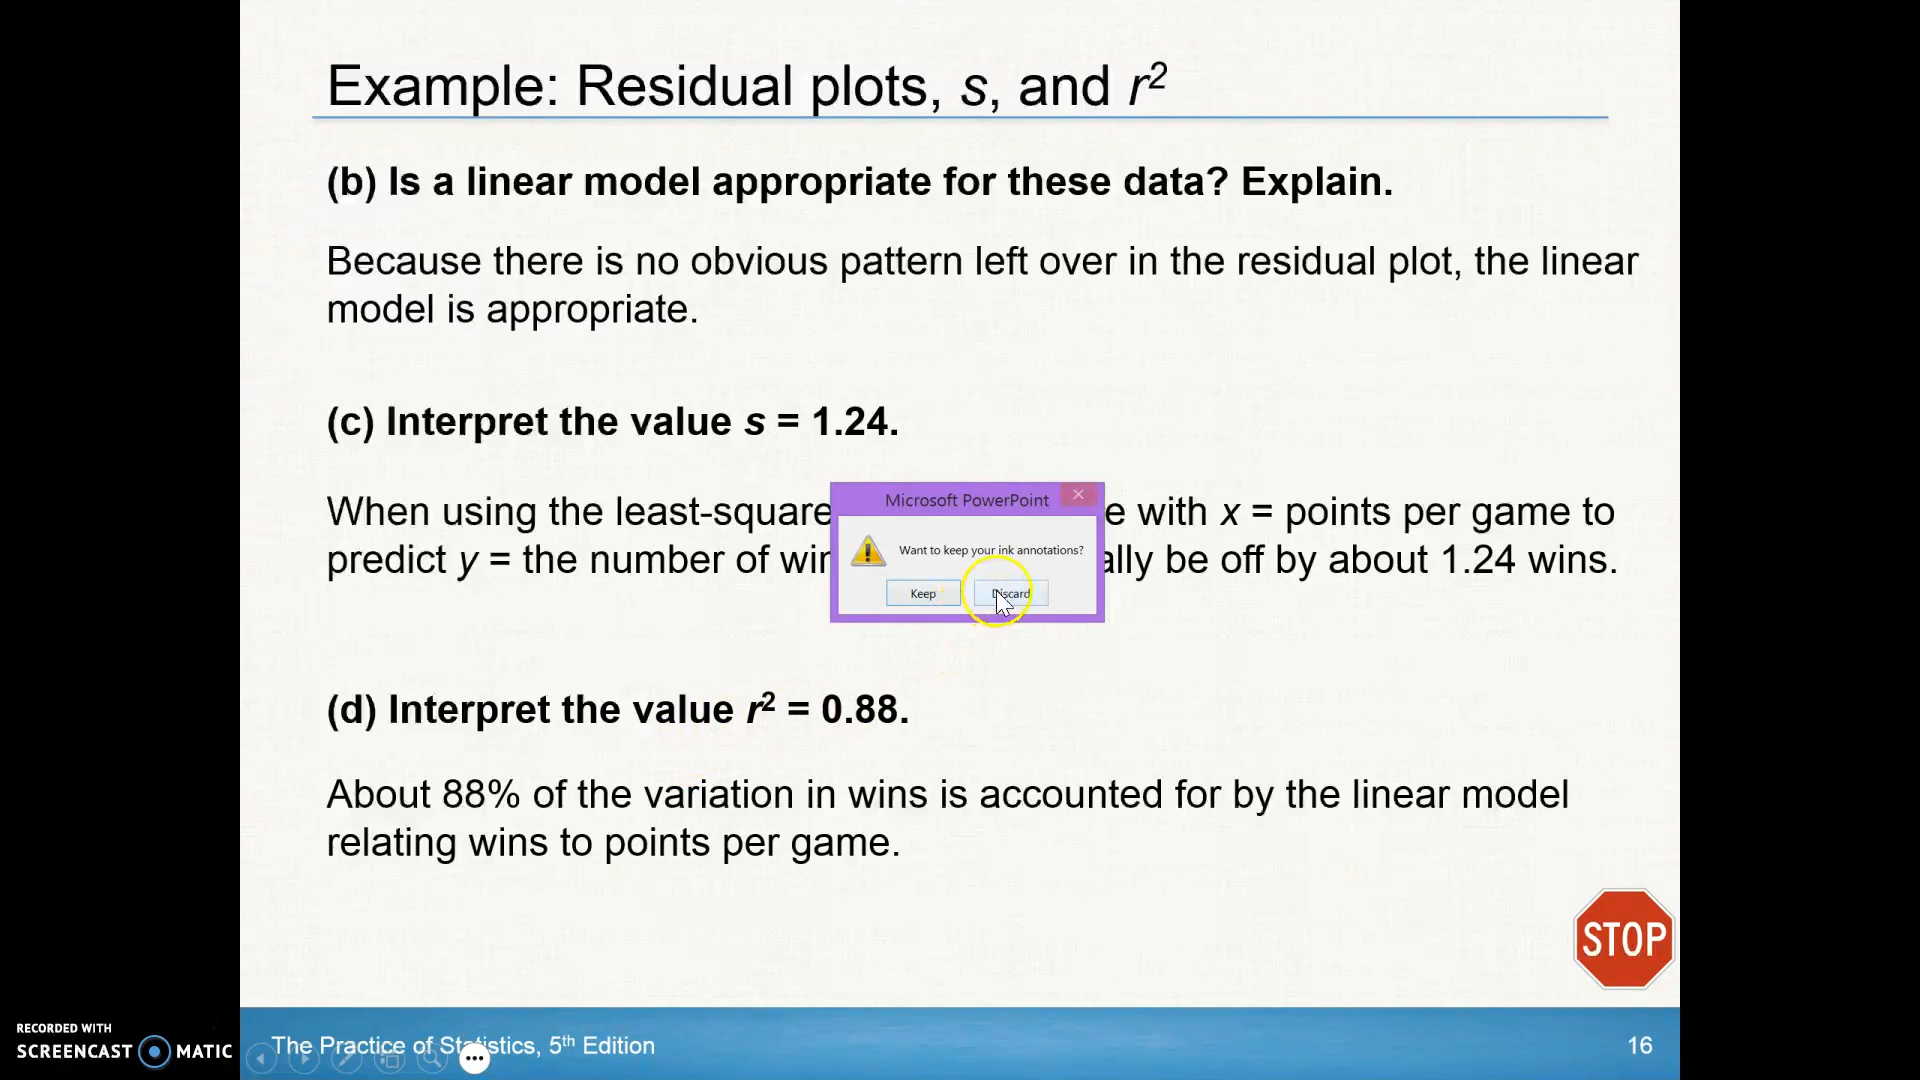 Example: Residual plots, s, and r²
(b) Is a linear model appropriate for these data? Explain.
Because there is no obvious pattern left over in the residual plot, the linear
model is appropriate.
(c) Interpret the value s = 1.24.
When using the least-square e with x = points per game to
predict y = the number of wi ally be off by about 1.24 wins.
Microsoft PowerPoint
Want to keep your ink annotations?
Keep Discard
(d) Interpret the value r² = 0.88.
About 88% of the variation in wins is accounted for by the linear model
relating wins to points per game.
STOP
RECORDED WITH
SCREENCAST MATIC
The Practice of Statistics, 5th Edition
16